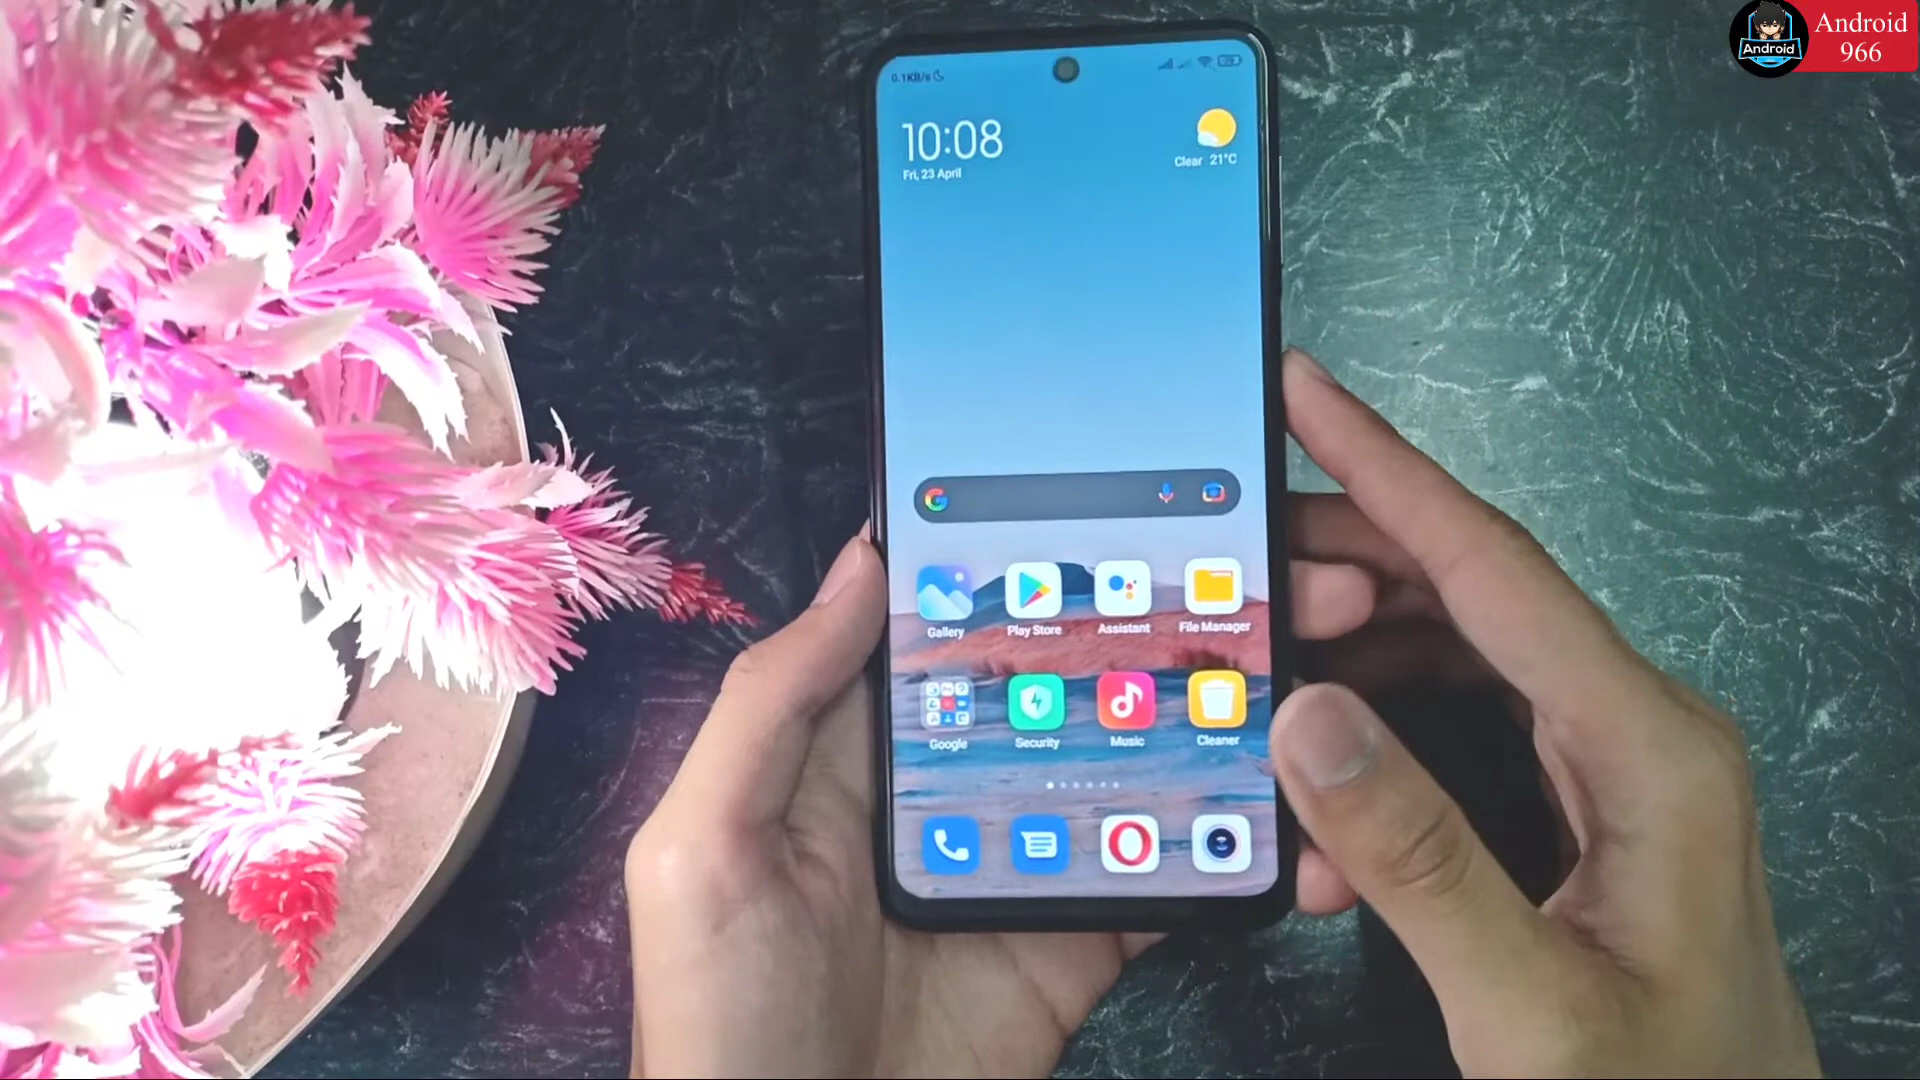 Android
Android
966
0.1KB/s
10:08
Fri, 23 April
Clear 21°C
Gallery
Play Store
Assistant
File Manager
Google
Security
Music
Cleaner